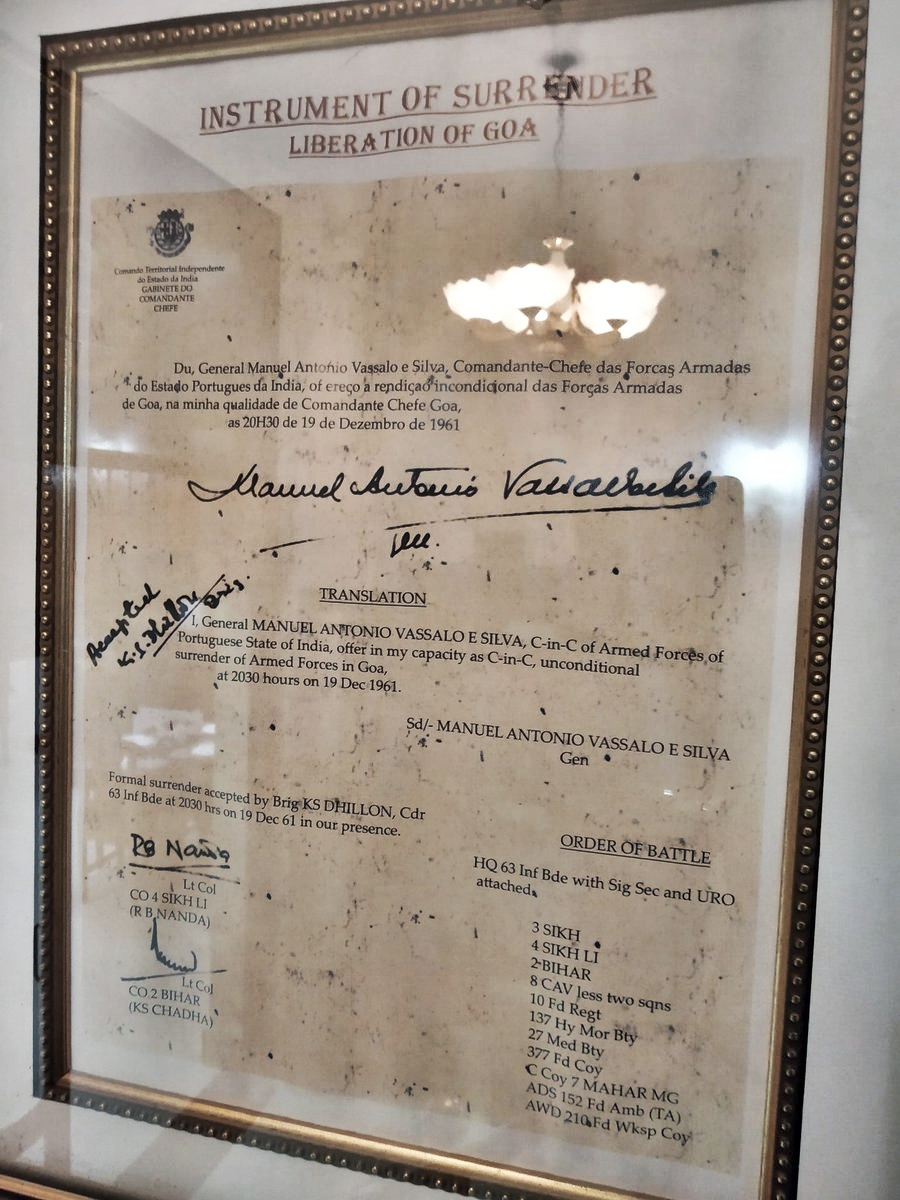 INSTRUMENT OF SURRENDER
LIBERATION OF GOA
Comando Territorial Independente
do Estado da India
GABINETE DO
COMANDANTE
CHEFE
Du, General Manuel Antonio Vassalo e Silva, Comandante-Chefe das Forcas Armadas
do Estado Portugues da India, of ereço a rendiçaõ incondicional das Forças Armadas
de Goa, na minha qualidade de Comandante Chefe Goa,
as 20H30 de 19 de Dezembro de 1961
Manuel Antonio Vassalo e Silva
Accepted
K.S. Dhillon Brig.
TRANSLATION
I, General MANUEL ANTONIO VASSALO E SILVA, C-in-C of Armed Forces of
Portuguese State of India, offer in my capacity as C-in-C, unconditional
surrender of Armed Forces in Goa,
at 2030 hours on 19 Dec 1961.
Sd/- MANUEL ANTONIO VASSALO E SILVA
Gen
Formal surrender accepted by Brig KS DHILLON, Cdr
63 Inf Bde at 2030 hrs on 19 Dec 61 in our presence.
RB Nanda
Lt Col
CO 4 SIKH LI
(R B NANDA)
Lt Col
CO 2 BIHAR
(KS CHADHA)
ORDER OF BATTLE
HQ 63 Inf Bde with Sig Sec and URO
attached.
3 SIKH
4 SIKH LI
2 BIHAR
8 CAV less two sqns
10 Fd Regt
137 Hy Mor Bty
27 Med Bty
377 Fd Coy
C Coy 7 MAHAR MG
ADS 152 Fd Amb (TA)
AWD 210 Fd Wksp Coy